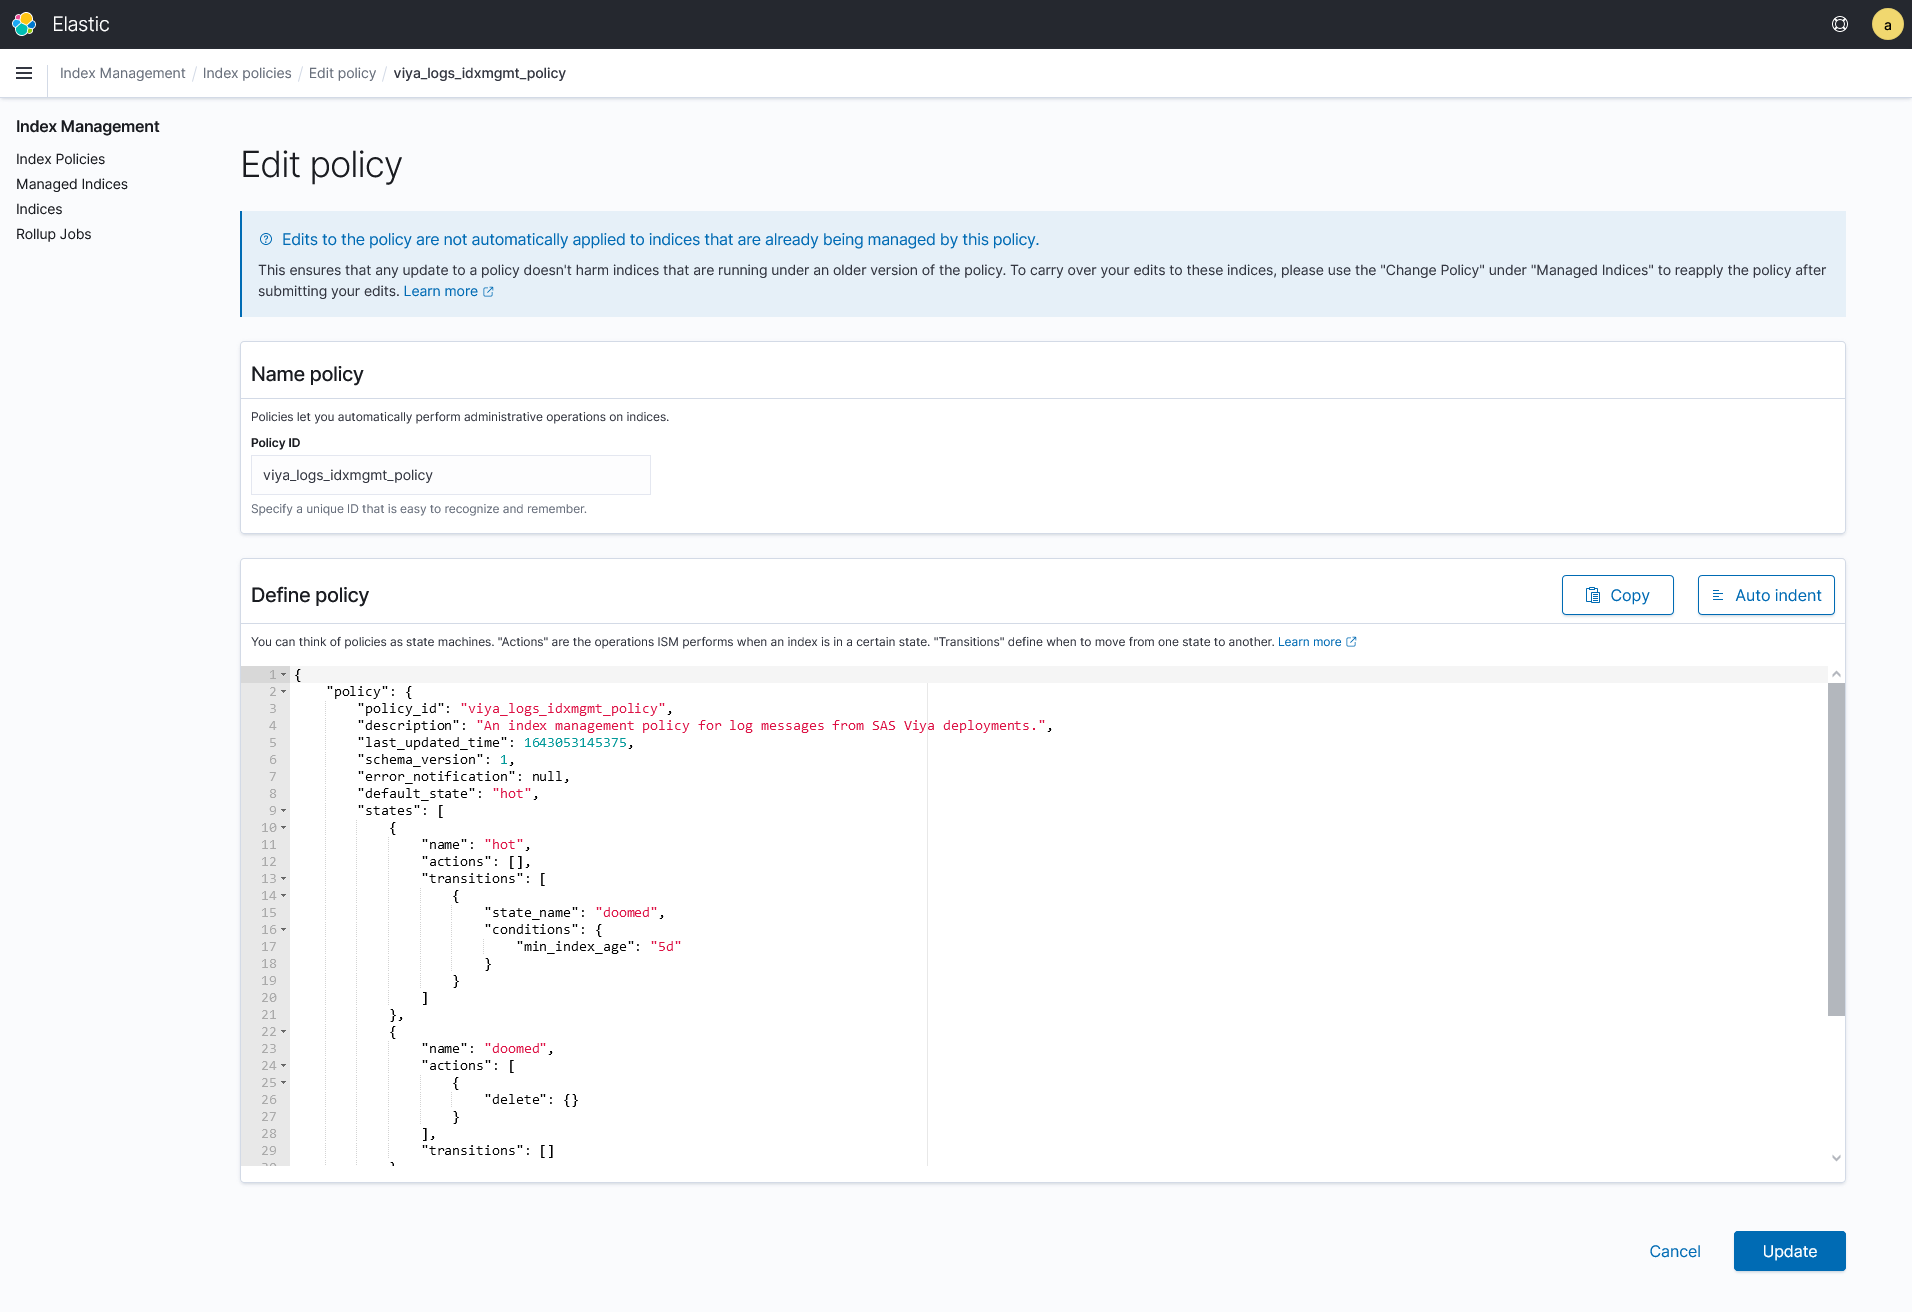 Elastic
a
Index Management / Index policies / Edit policy / viya_logs_idxmgmt_policy
Index Management
Index Policies
Managed Indices
Indices
Rollup Jobs
Edit policy
Edits to the policy are not automatically applied to indices that are already being managed by this policy.
This ensures that any update to a policy doesn't harm indices that are running under an older version of the policy. To carry over your edits to these indices, please use the "Change Policy" under "Managed Indices" to reapply the policy after
submitting your edits. Learn more
Name policy
Policies let you automatically perform administrative operations on indices.
Policy ID
viya_logs_idxmgmt_policy
Specify a unique ID that is easy to recognize and remember.
Define policy
Copy
Auto indent
You can think of policies as state machines. "Actions" are the operations ISM performs when an index is in a certain state. "Transitions" define when to move from one state to another. Learn more
1 {
2 "policy": {
3 "policy_id": "viya_logs_idxmgmt_policy",
4 "description": "An index management policy for log messages from SAS Viya deployments.",
5 "last_updated_time": 1643053145375,
6 "schema_version": 1,
7 "error_notification": null,
8 "default_state": "hot",
9 "states": [
10 {
11 "name": "hot",
12 "actions": [],
13 "transitions": [
14 {
15 "state_name": "doomed",
16 "conditions": {
17 "min_index_age": "5d"
18 }
19 }
20 ]
21 },
22 {
23 "name": "doomed",
24 "actions": [
25 {
26 "delete": {}
27 }
28 ],
29 "transitions": []
Cancel
Update